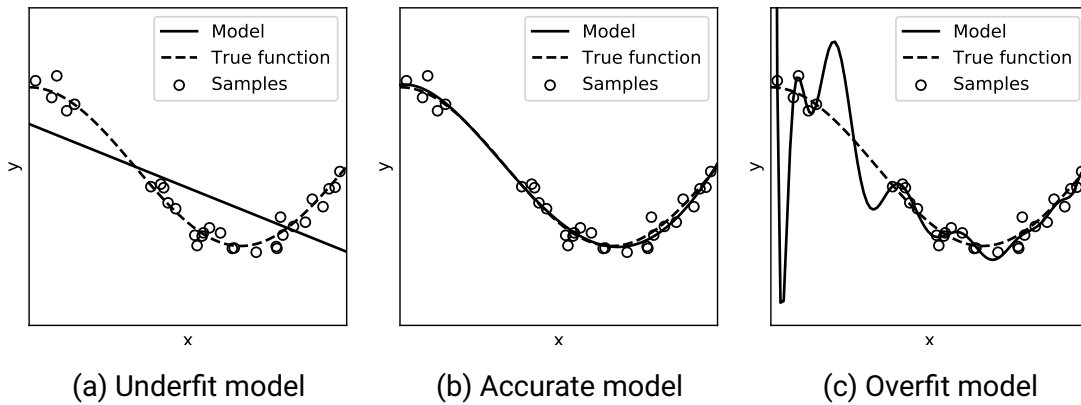 Model
True function
Samples
y
x
(a) Underfit model
Model
True function
Samples
y
x
(b) Accurate model
Model
True function
Samples
y
x
(c) Overfit model